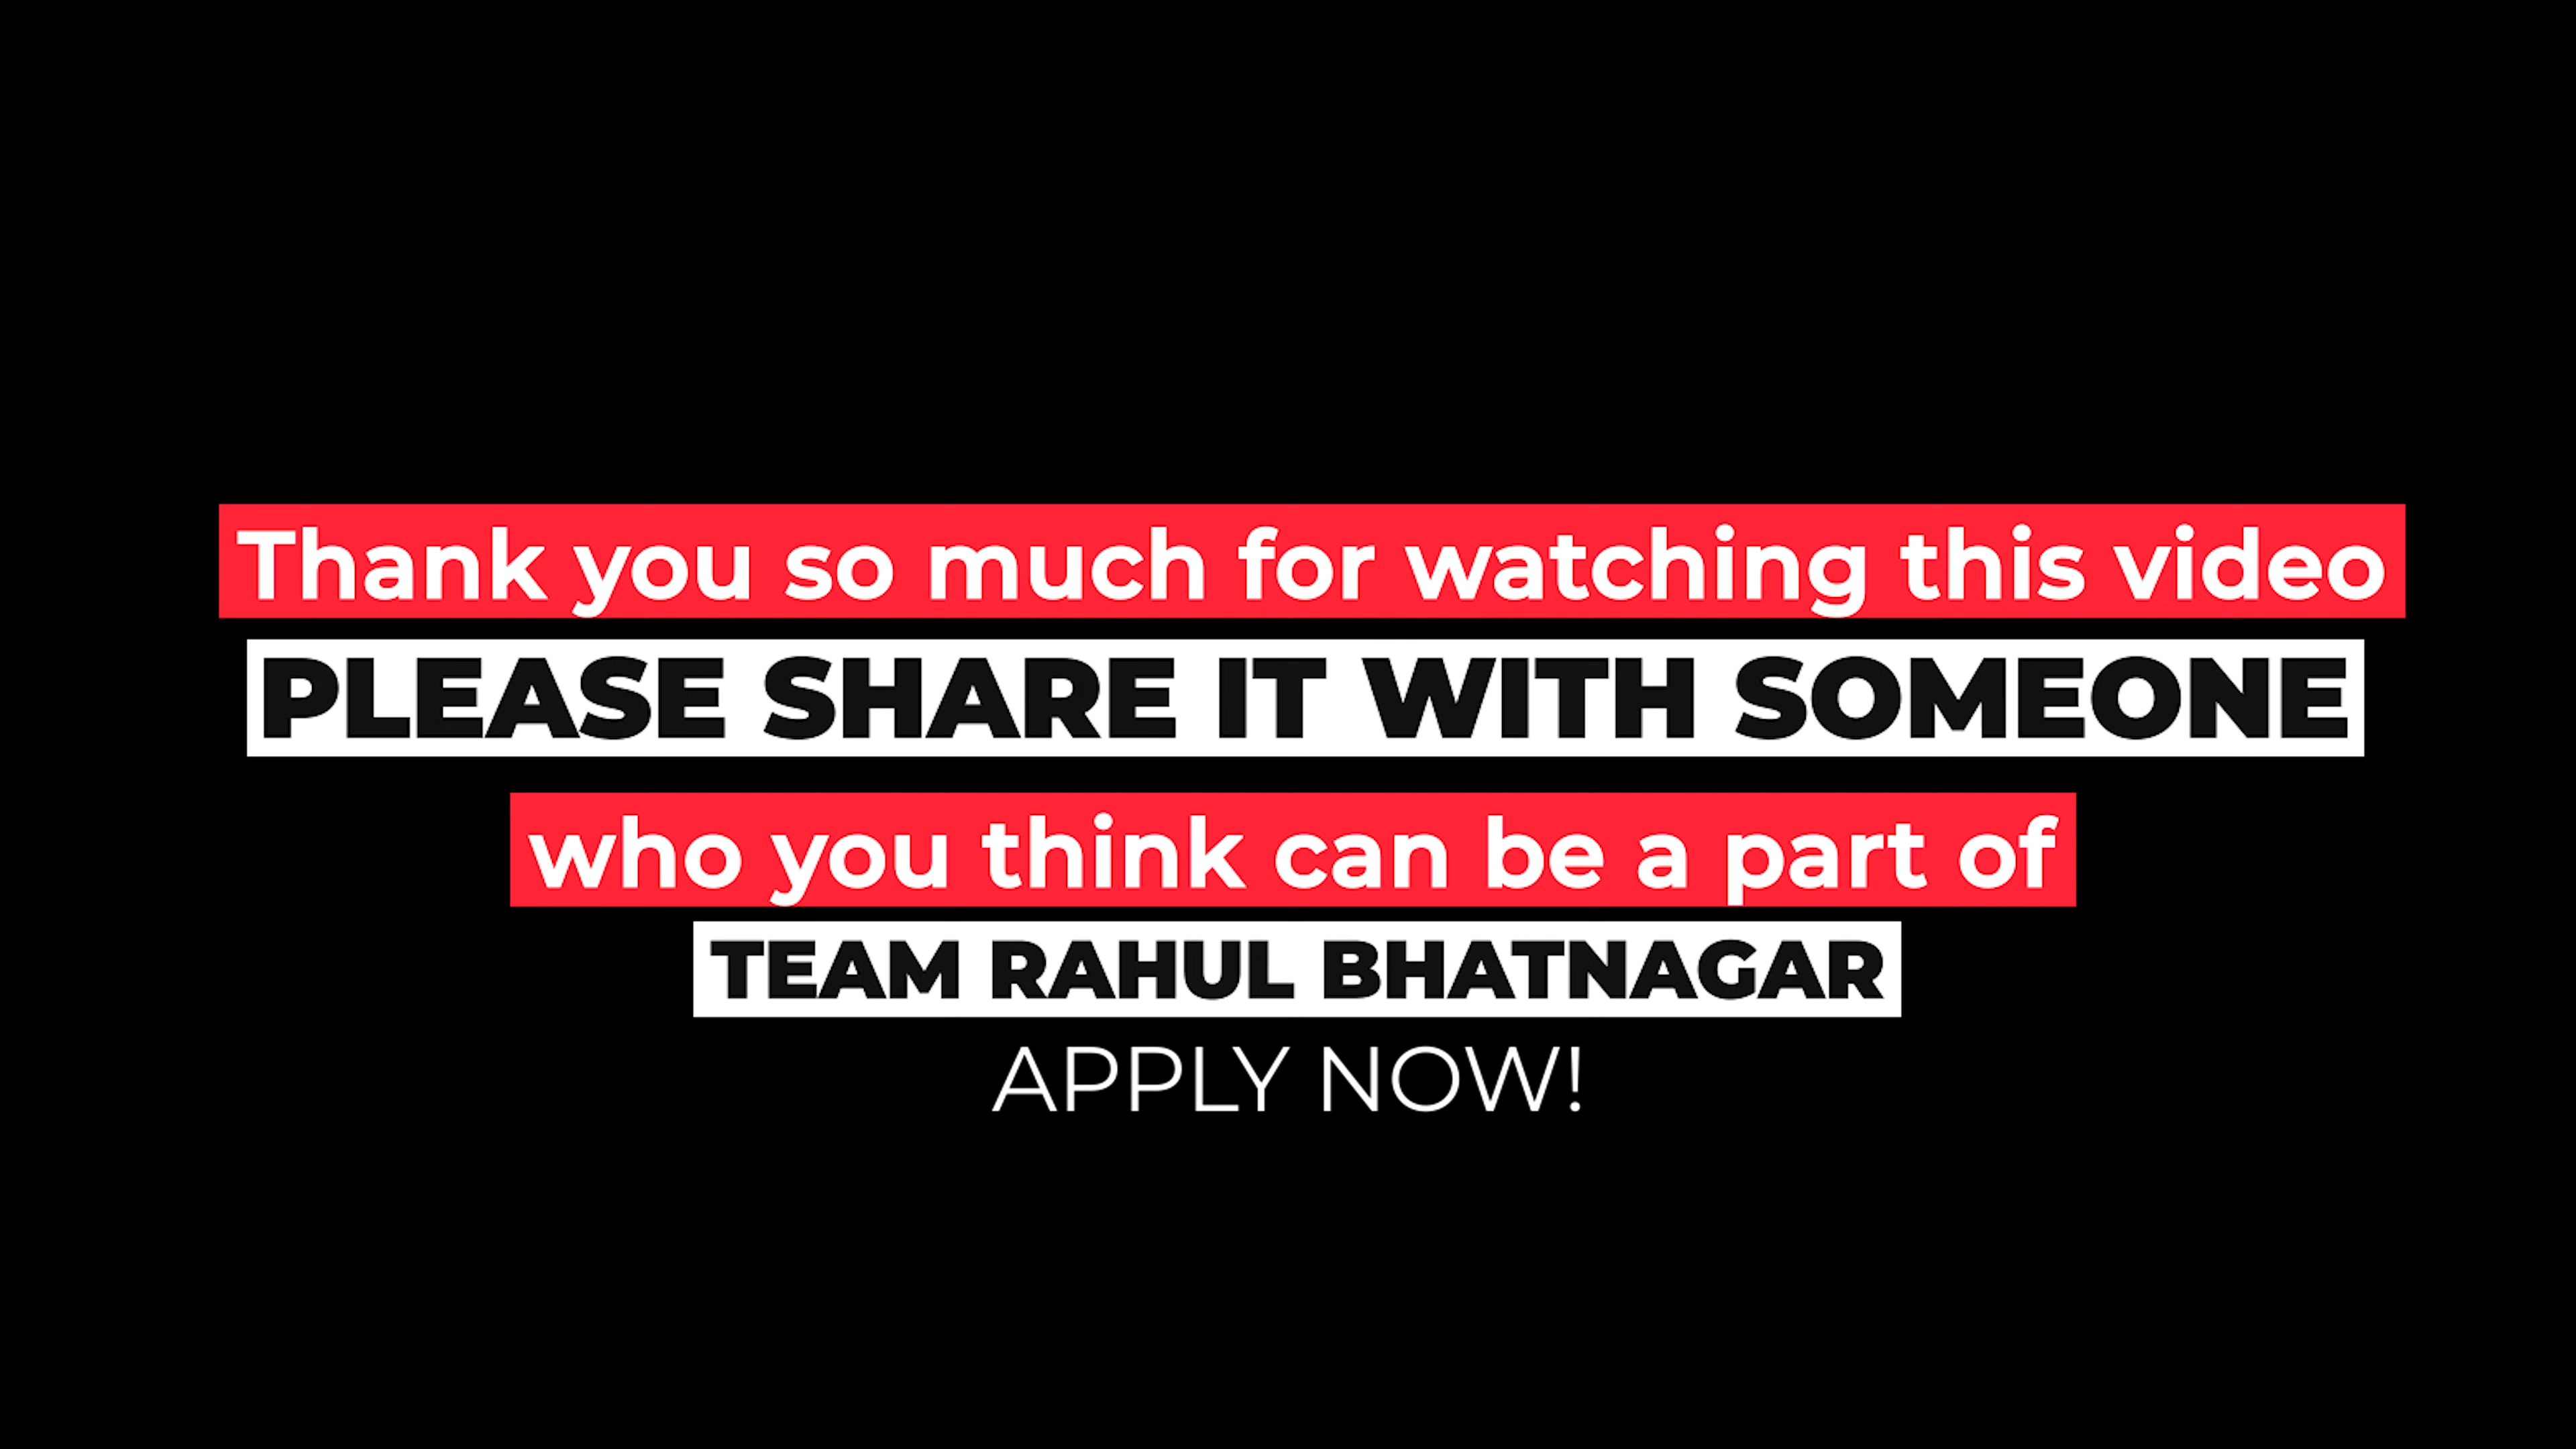 Thank you so much for watching this video
PLEASE SHARE IT WITH SOMEONE
who you think can be a part of
TEAM RAHUL BHATNAGAR
APPLY NOW!